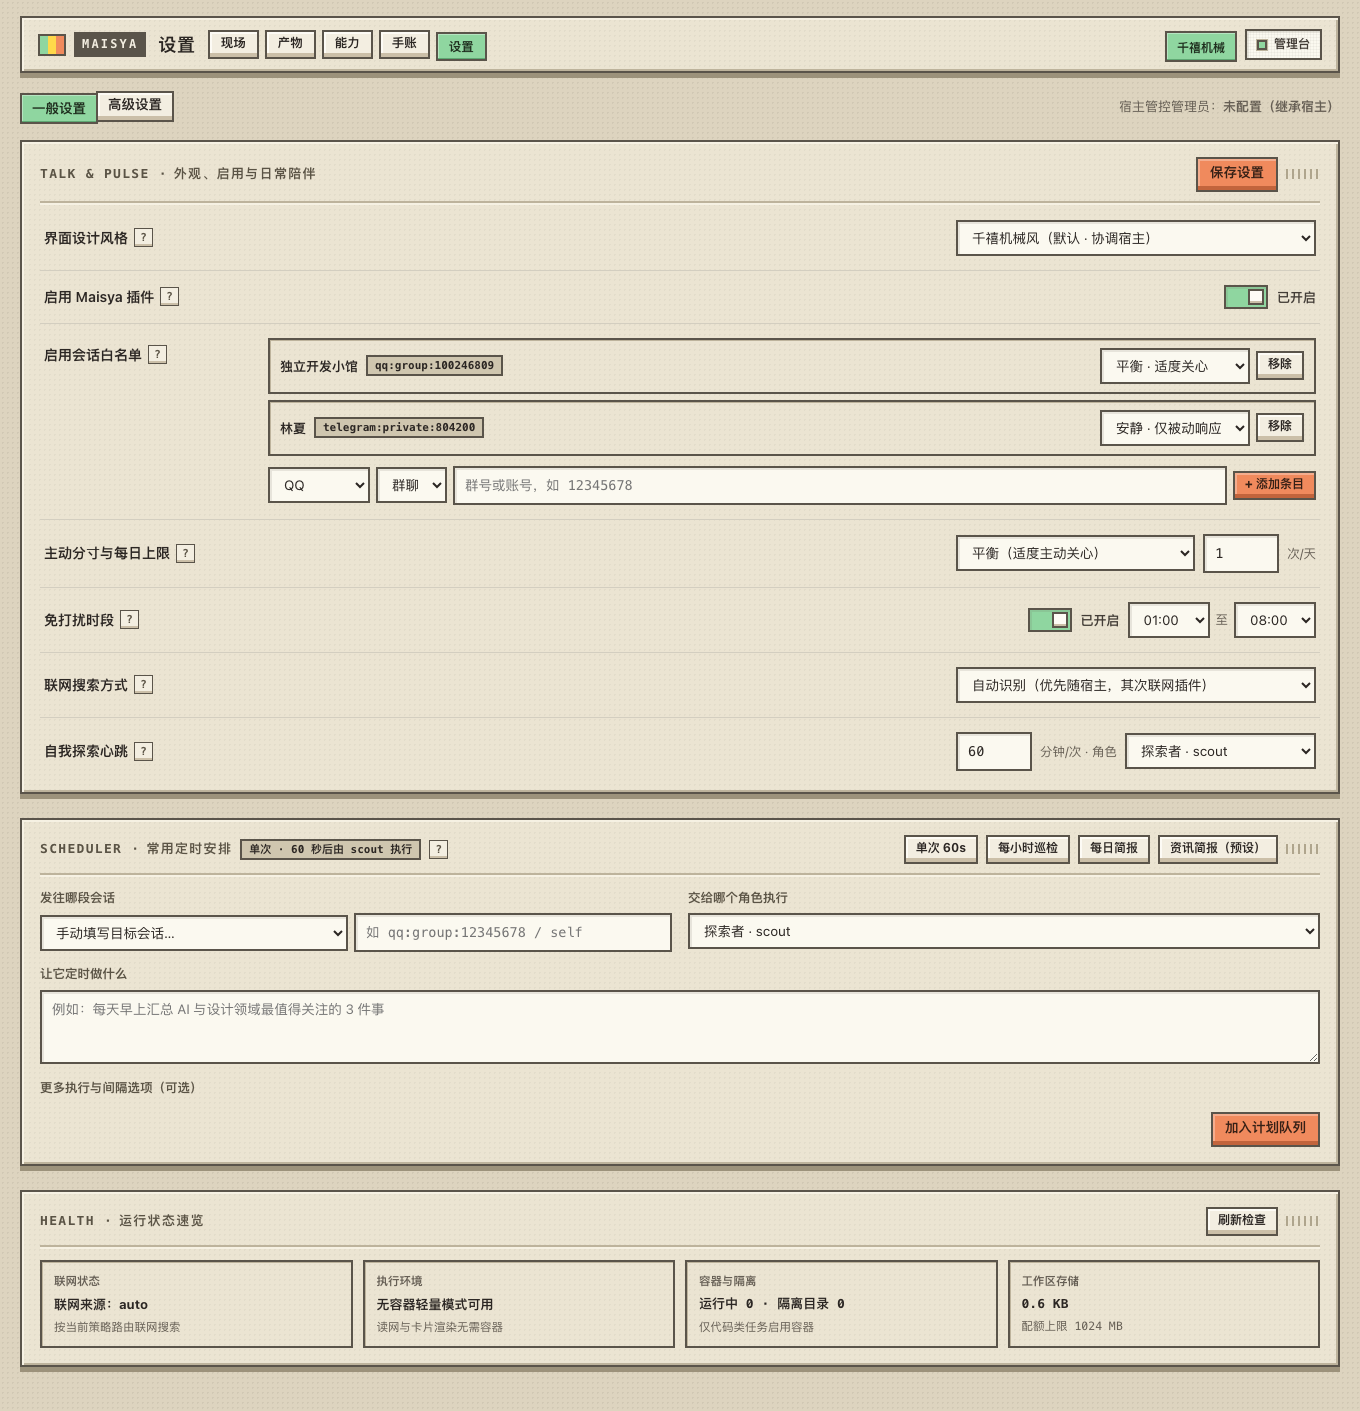 MAISYA 设置 现场 产物 能力 手账 设置 千禧机械 管理台
一般设置 高级设置 宿主管控管理员：未配置（继承宿主）
TALK & PULSE · 外观、启用与日常陪伴 保存设置
界面设计风格 ? 千禧机械风（默认 · 协调宿主）
启用 Maisya 插件 ? 已开启
启用会话白名单 ? 独立开发小馆 qq:group:100246809 平衡 · 适度关心 移除
林夏 telegram:private:804200 安静 · 仅被动响应 移除
QQ 群聊 群号或账号，如 12345678 + 添加条目
主动分寸与每日上限 ? 平衡（适度主动关心） 1 次/天
免打扰时段 ? 已开启 01:00 至 08:00
联网搜索方式 ? 自动识别（优先随宿主，其次联网插件）
自我探索心跳 ? 60 分钟/次 · 角色 探索者 · scout
SCHEDULER · 常用定时安排 单次 · 60 秒后由 scout 执行 ? 单次 60s 每小时巡检 每日简报 资讯简报（预设）
发往哪段会话 交给哪个角色执行
手动填写目标会话... 如 qq:group:12345678 / self 探索者 · scout
让它定时做什么
例如：每天早上汇总 AI 与设计领域最值得关注的 3 件事
更多执行与间隔选项（可选）
加入计划队列
HEALTH · 运行状态速览 刷新检查
联网状态 执行环境 容器与隔离 工作区存储
联网来源：auto 无容器轻量模式可用 运行中 0 · 隔离目录 0 0.6 KB
按当前策略路由联网搜索 读网与卡片渲染无需容器 仅代码类任务启用容器 配额上限 1024 MB